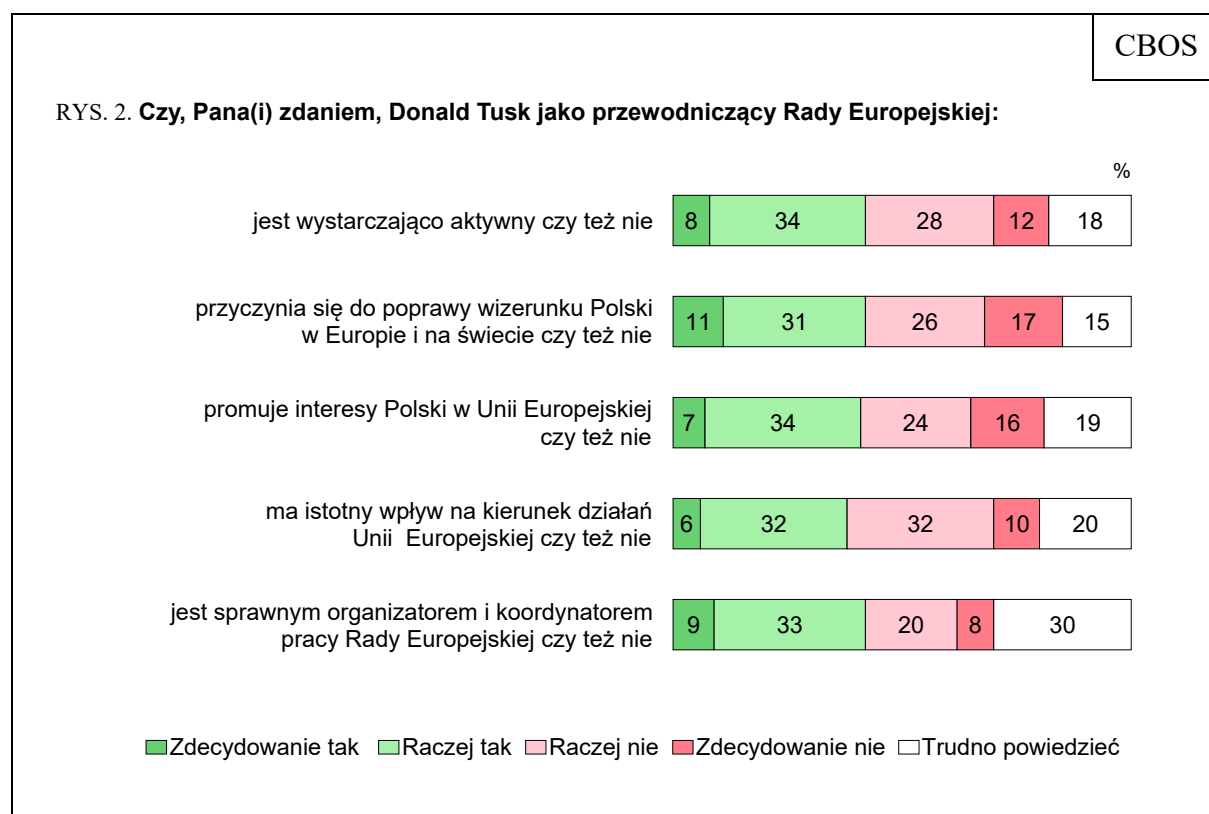 CBOS
RYS. 2. Czy, Pana(i) zdaniem, Donald Tusk jako przewodniczący Rady Europejskiej:
%
jest wystarczająco aktywny czy też nie 8 34 28 12 18
przyczynia się do poprawy wizerunku Polski
w Europie i na świecie czy też nie 11 31 26 17 15
promuje interesy Polski w Unii Europejskiej
czy też nie 7 34 24 16 19
ma istotny wpływ na kierunek działań
Unii Europejskiej czy też nie 6 32 32 10 20
jest sprawnym organizatorem i koordynatorem
pracy Rady Europejskiej czy też nie 9 33 20 8 30
Zdecydowanie tak Raczej tak Raczej nie Zdecydowanie nie Trudno powiedzieć